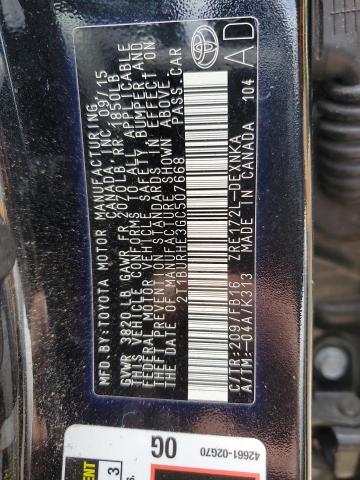 MFD.BY:TOYOTA MOTOR MANUFACTURING
CANADA, INC. 09/15
GVWR 3820 LB GAWR FR 2070LB RR 1850LB
THIS VEHICLE CONFORMS TO ALL APPLICABLE
FEDERAL MOTOR VEHICLE SAFETY BUMPER AND
THEFT PREVENTION STANDARDS IN EFFECT ON
THE DATE OF MANUFACTURE SHOWN ABOVE.
2T1BURHE3GC507668 PASS.CAR
ZRE172L-DEXNKA
C/TR:209/FB16 MADE IN CANADA 104
A/TM:-04A/K313
AD
42661-02G70
0G
3